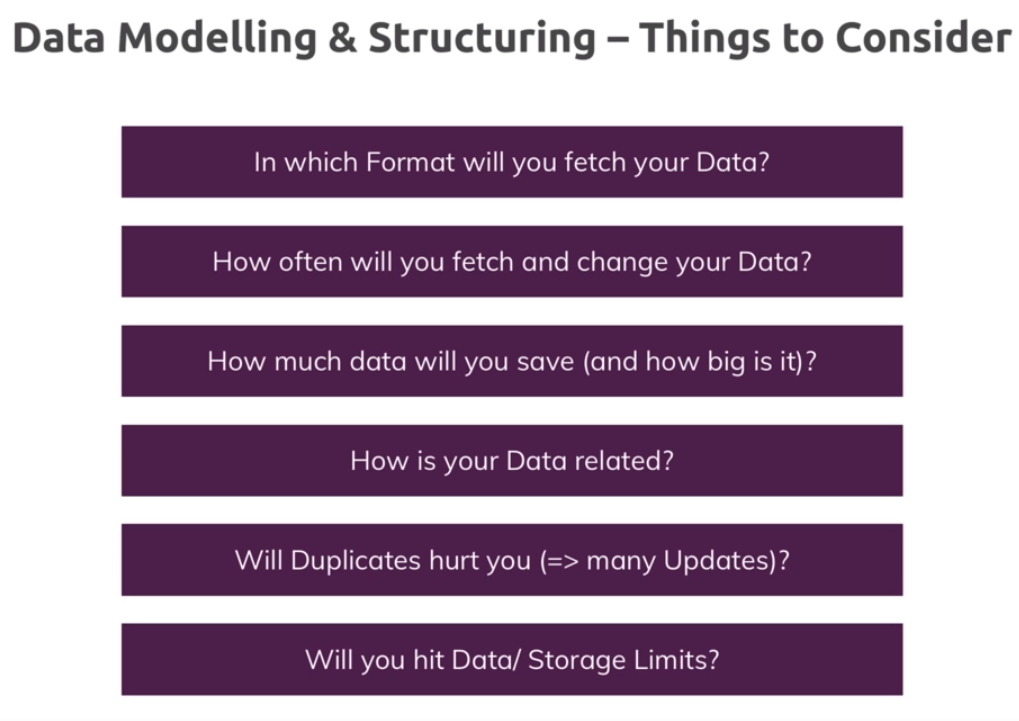 Data Modelling & Structuring – Things to Consider
In which Format will you fetch your Data?
How often will you fetch and change your Data?
How much data will you save (and how big is it)?
How is your Data related?
Will Duplicates hurt you (=> many Updates)?
Will you hit Data/ Storage Limits?